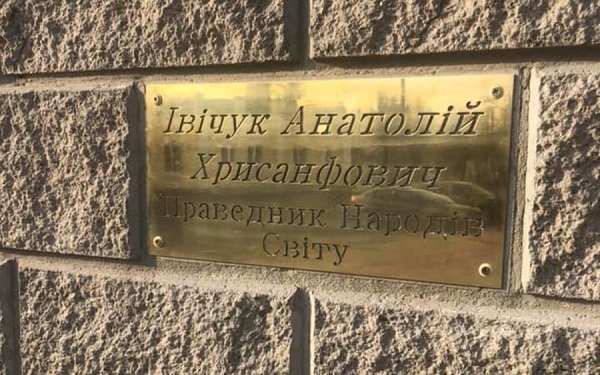 Івічук Анатолій
Хрисанфович
Праведник Народів
Світу